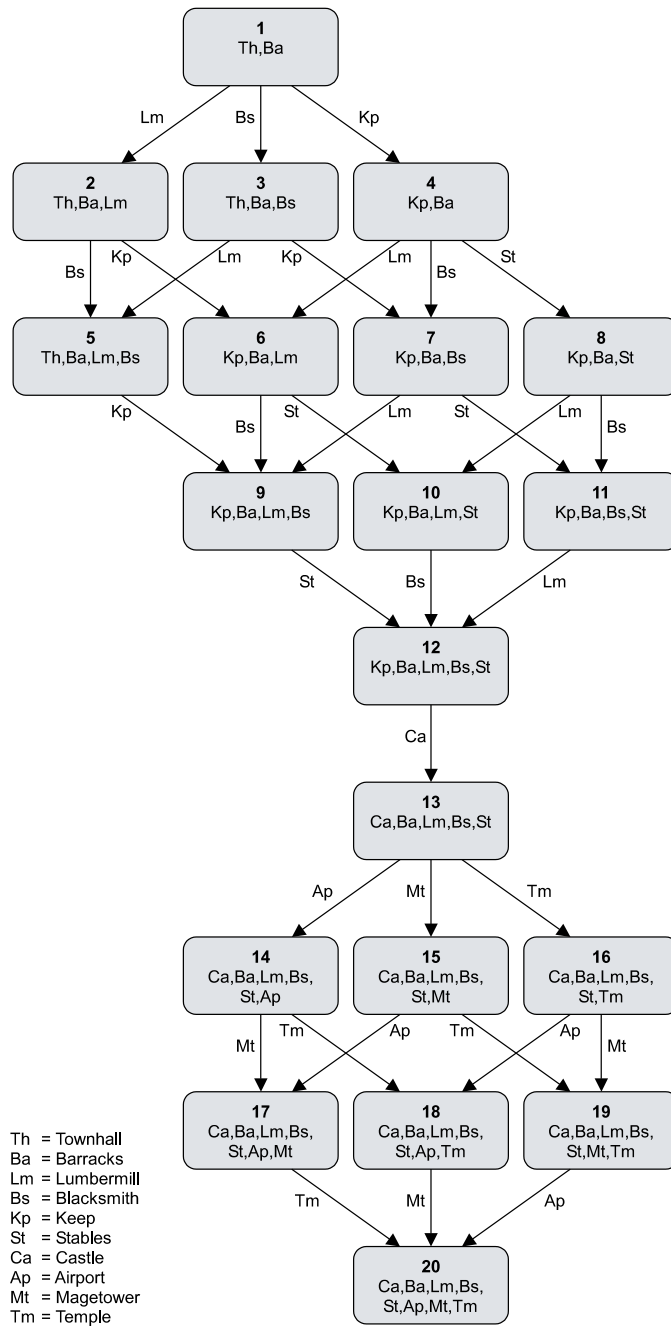 1
Th,Ba
Lm
Bs
Kp
2
Th,Ba,Lm
3
Th,Ba,Bs
4
Kp,Ba
Bs
Kp
Lm
Kp
Lm
Bs
St
5
Th,Ba,Lm,Bs
6
Kp,Ba,Lm
7
Kp,Ba,Bs
8
Kp,Ba,St
Kp
Bs
St
Lm
St
Lm
Bs
9
Kp,Ba,Lm,Bs
10
Kp,Ba,Lm,St
11
Kp,Ba,Bs,St
St
Bs
Lm
12
Kp,Ba,Lm,Bs,St
Ca
13
Ca,Ba,Lm,Bs,St
Ap
Mt
Tm
14
Ca,Ba,Lm,Bs,
St,Ap
15
Ca,Ba,Lm,Bs,
St,Mt
16
Ca,Ba,Lm,Bs,
St,Tm
Mt
Tm
Ap
Tm
Ap
Mt
17
Ca,Ba,Lm,Bs,
St,Ap,Mt
18
Ca,Ba,Lm,Bs,
St,Ap,Tm
19
Ca,Ba,Lm,Bs,
St,Mt,Tm
Tm
Mt
Ap
20
Ca,Ba,Lm,Bs,
St,Ap,Mt,Tm
Th = Townhall
Ba = Barracks
Lm = Lumbermill
Bs = Blacksmith
Kp = Keep
St = Stables
Ca = Castle
Ap = Airport
Mt = Magetower
Tm = Temple